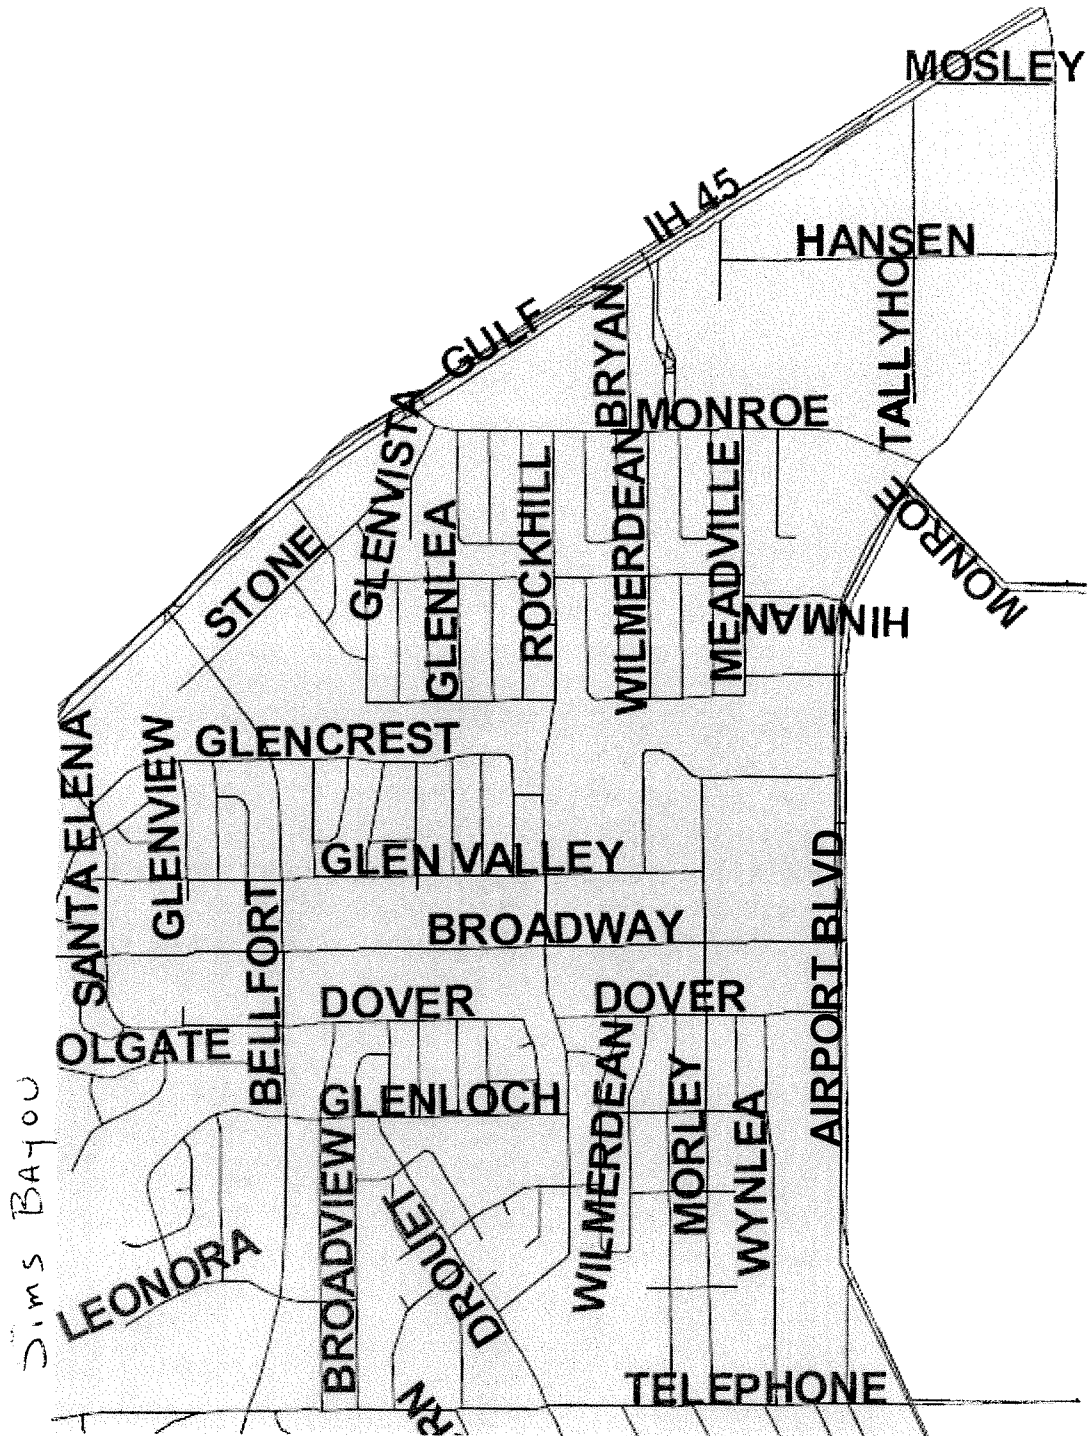 MOSLEY
IH 45
HANSEN
TALLYHO
GULF
BRYAN
MONROE
GLENVISTA
MONROE
STONE
GLENLEA
ROCKHILL
WILMERDEAN
MEADVILLE
HINMAN
SANTA ELENA
GLENVIEW
GLENCREST
GLEN VALLEY
BELLFORT
BROADWAY
AIRPORT BLVD
DOVER
DOVER
OLGATE
GLENLOCH
WILMERDEAN
MORLEY
WYNLEA
Sims BAYOU
BROADVIEW
DROUET
LEONORA
TELEPHONE
RN